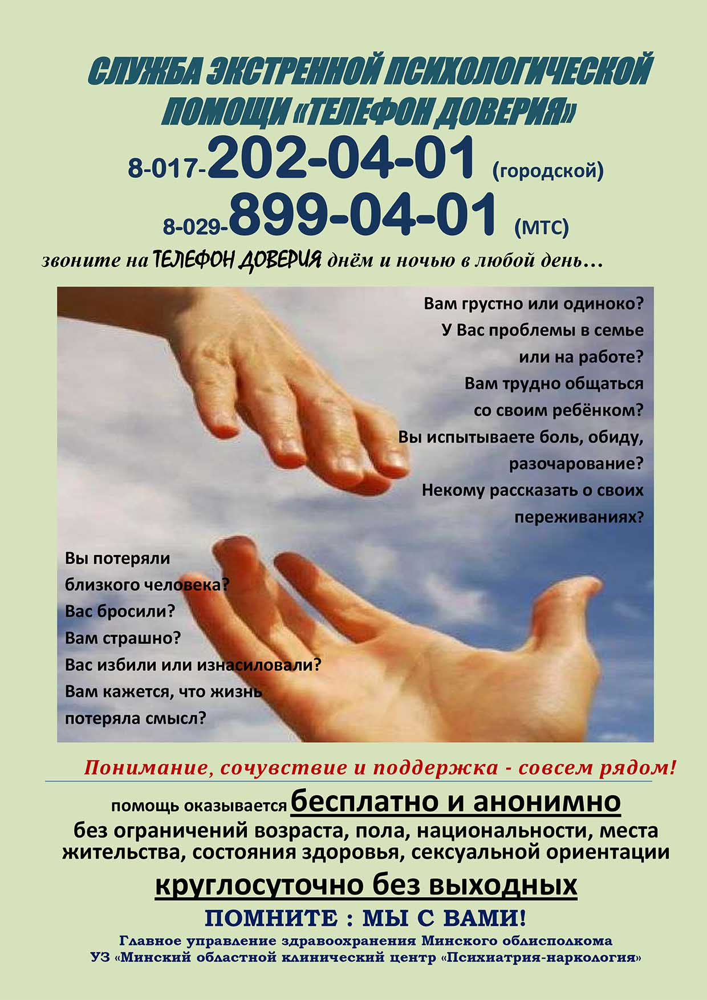 СЛУЖБА ЭКСТРЕННОЙ ПСИХОЛОГИЧЕСКОЙ
ПОМОЩИ «ТЕЛЕФОН ДОВЕРИЯ»
8-017-202-04-01 (городской)
8-029-899-04-01 (МТС)
звоните на ТЕЛЕФОН ДОВЕРИЯ днём и ночью в любой день...
Вам грустно или одиноко?
У Вас проблемы в семье
или на работе?
Вам трудно общаться
со своим ребёнком?
Вы испытываете боль, обиду,
разочарование?
Некому рассказать о своих
переживаниях?
Вы потеряли
близкого человека?
Вас бросили?
Вам страшно?
Вас избили или изнасиловали?
Вам кажется, что жизнь
потеряла смысл?
Понимание, сочувствие и поддержка - совсем рядом!
помощь оказывается бесплатно и анонимно
без ограничений возраста, пола, национальности, места
жительства, состояния здоровья, сексуальной ориентации
круглосуточно без выходных
ПОМНИТЕ : МЫ С ВАМИ!
Главное управление здравоохранения Минского облисполкома
УЗ «Минский областной клинический центр «Психиатрия-наркология»